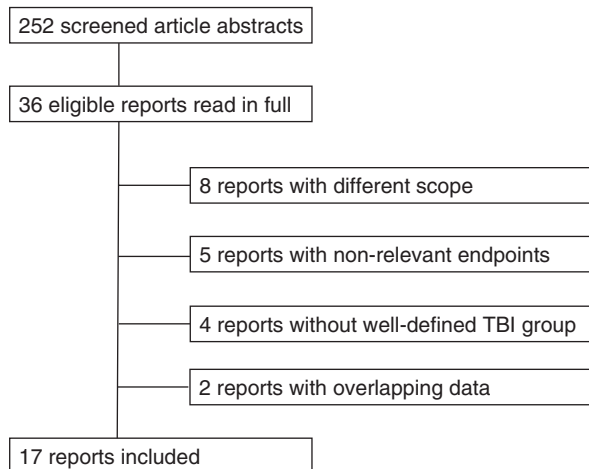 252 screened article abstracts
36 eligible reports read in full
8 reports with different scope
5 reports with non-relevant endpoints
4 reports without well-defined TBI group
2 reports with overlapping data
17 reports included